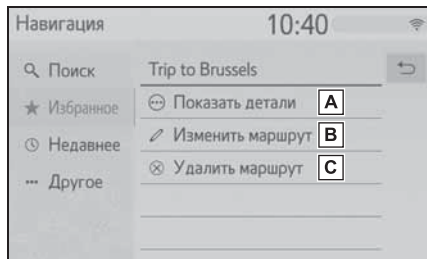 Навигация 10:40
Поиск
Избранное
Недавнее
Другое
Trip to Brussels
Показать детали A
Изменить маршрут B
Удалить маршрут C